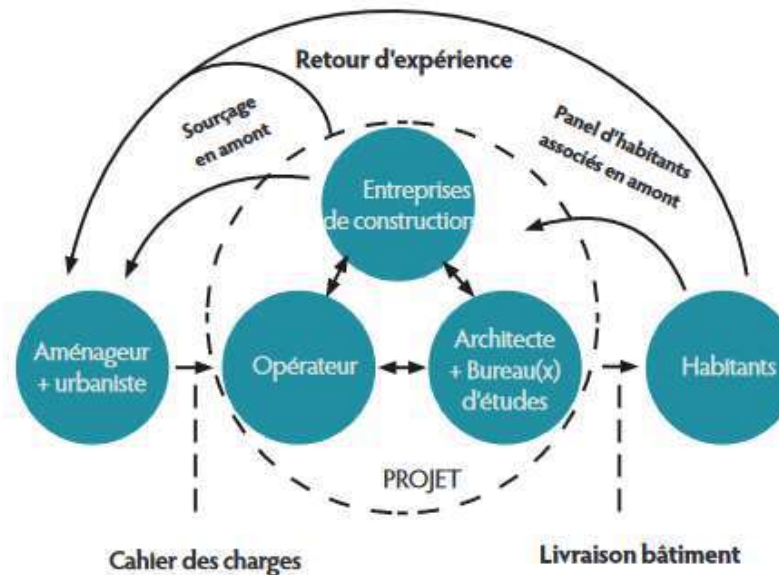 Retour d'expérience
Sourçage
en amont
Panel d'habitants
associés en amont
Entreprises
de construction
Aménageur
+ urbaniste
Opérateur
Architecte
+ Bureau(x)
d'études
Habitants
PROJET
Cahier des charges
Livraison bâtiment